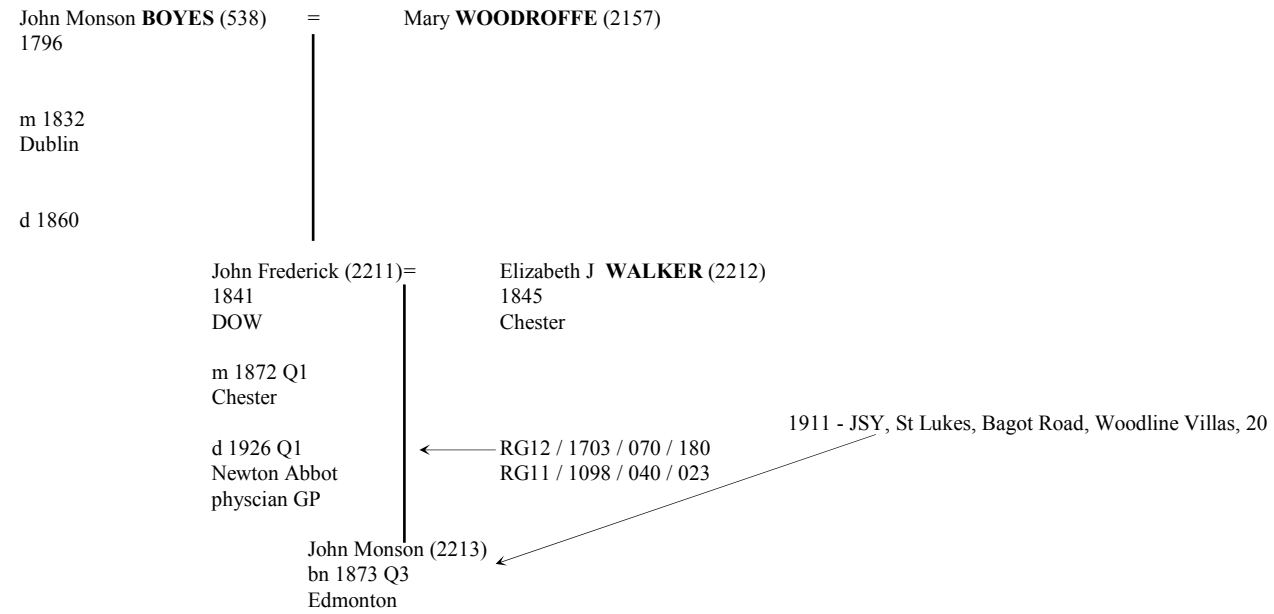 John Monson BOYES (538) = Mary WOODROFFE (2157)
1796
m 1832
Dublin
d 1860
John Frederick (2211)= Elizabeth J WALKER (2212)
1841 1845
DOW Chester
m 1872 Q1
Chester
1911 - JSY, St Lukes, Bagot Road, Woodline Villas, 20
d 1926 Q1 RG12 / 1703 / 070 / 180
Newton Abbot RG11 / 1098 / 040 / 023
physcian GP
John Monson (2213)
bn 1873 Q3
Edmonton